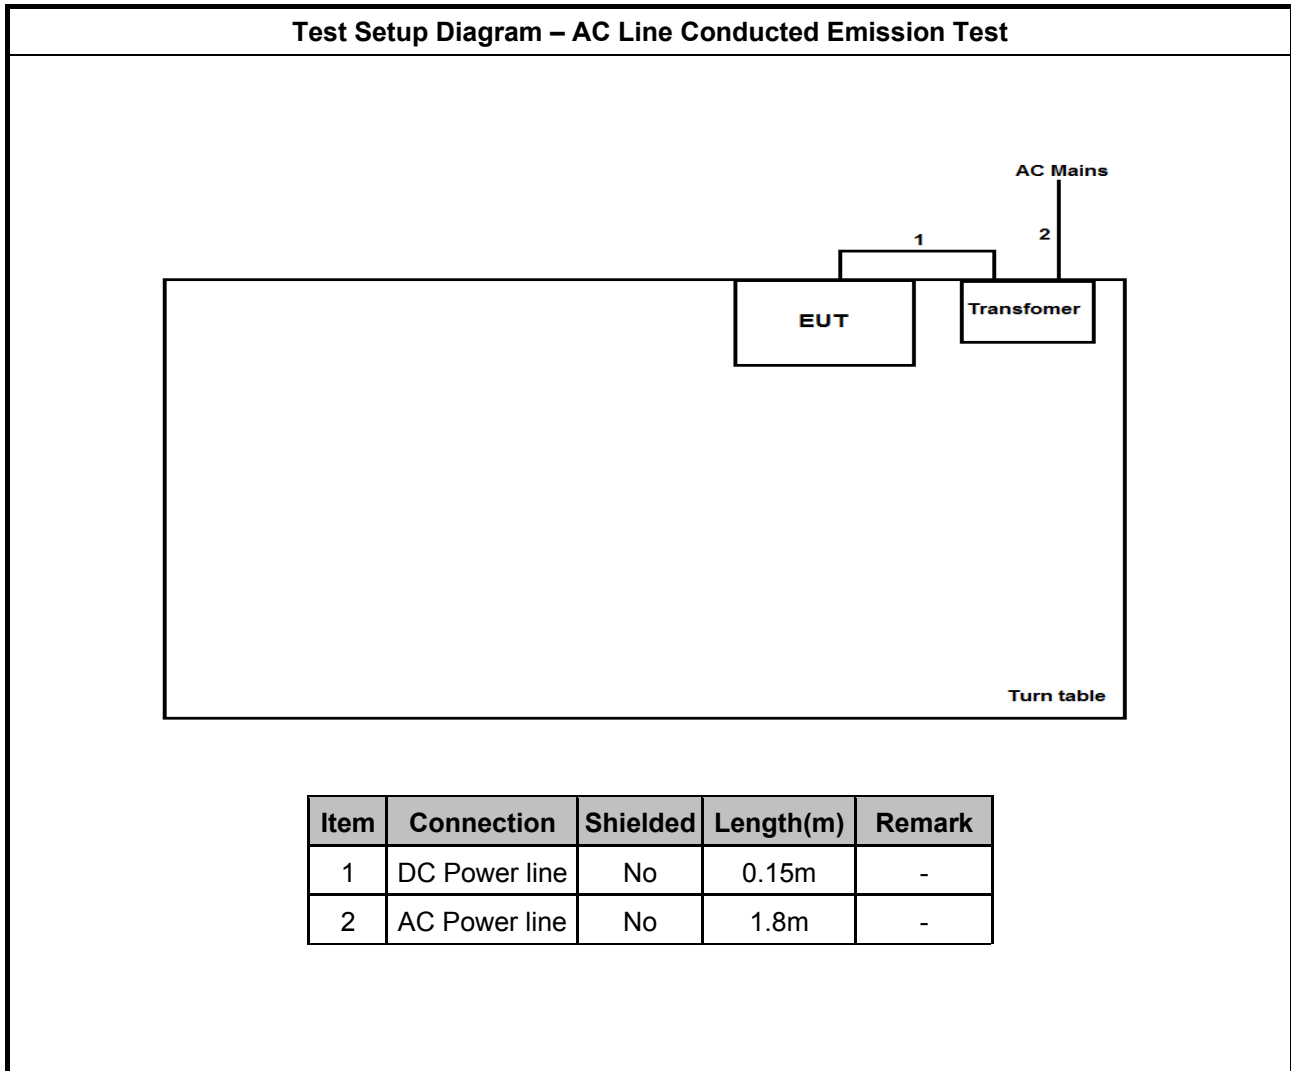 Test Setup Diagram – AC Line Conducted Emission Test
AC Mains
1
2
EUT
Transfomer
Turn table
Item Connection Shielded Length(m) Remark
1 DC Power line No 0.15m -
2 AC Power line No 1.8m -